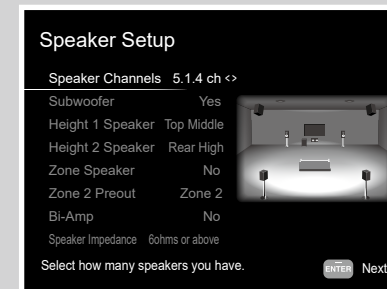 Speaker Setup
Speaker Channels 5.1.4 ch <>
Subwoofer Yes
Height 1 Speaker Top Middle
Height 2 Speaker Rear High
Zone Speaker No
Zone 2 Preout Zone 2
Bi-Amp No
Speaker Impedance 6ohms or above
Select how many speakers you have.
ENTER Next